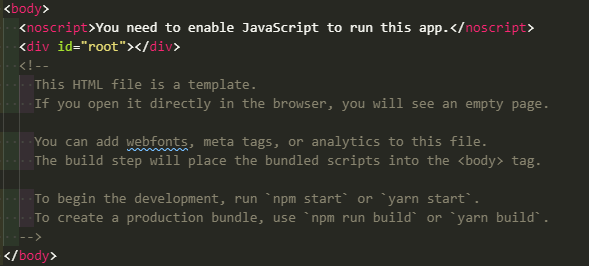 <body>
<noscript>You need to enable JavaScript to run this app.</noscript>
<div id="root"></div>
<!--
This HTML file is a template.
If you open it directly in the browser, you will see an empty page.
You can add webfonts, meta tags, or analytics to this file.
The build step will place the bundled scripts into the <body> tag.
To begin the development, run `npm start` or `yarn start`.
To create a production bundle, use `npm run build` or `yarn build`.
-->
</body>